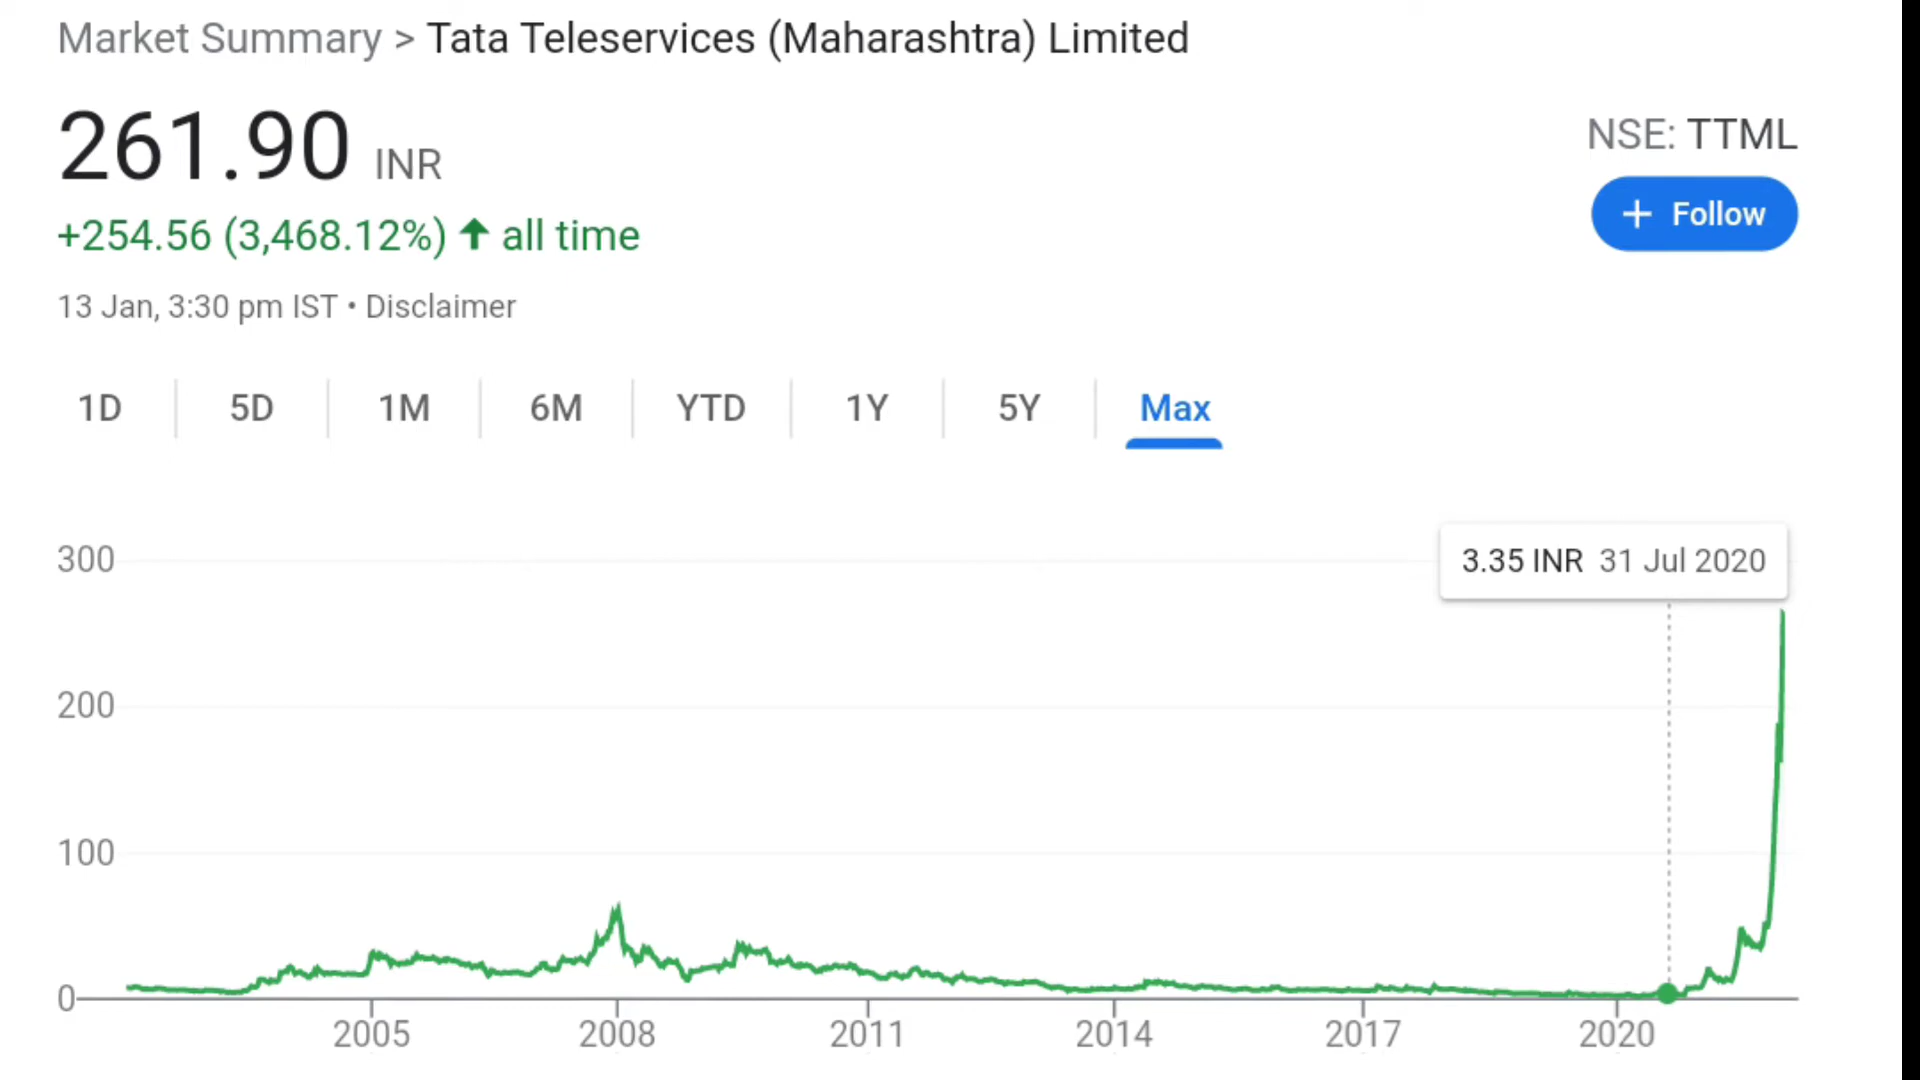 Market Summary > Tata Teleservices (Maharashtra) Limited
261.90 INR
NSE: TTML
+ Follow
+254.56 (3,468.12%) ↑ all time
13 Jan, 3:30 pm IST • Disclaimer
1D 5D 1M 6M YTD 1Y 5Y Max
3.35 INR 31 Jul 2020
300
200
100
0
2005 2008 2011 2014 2017 2020